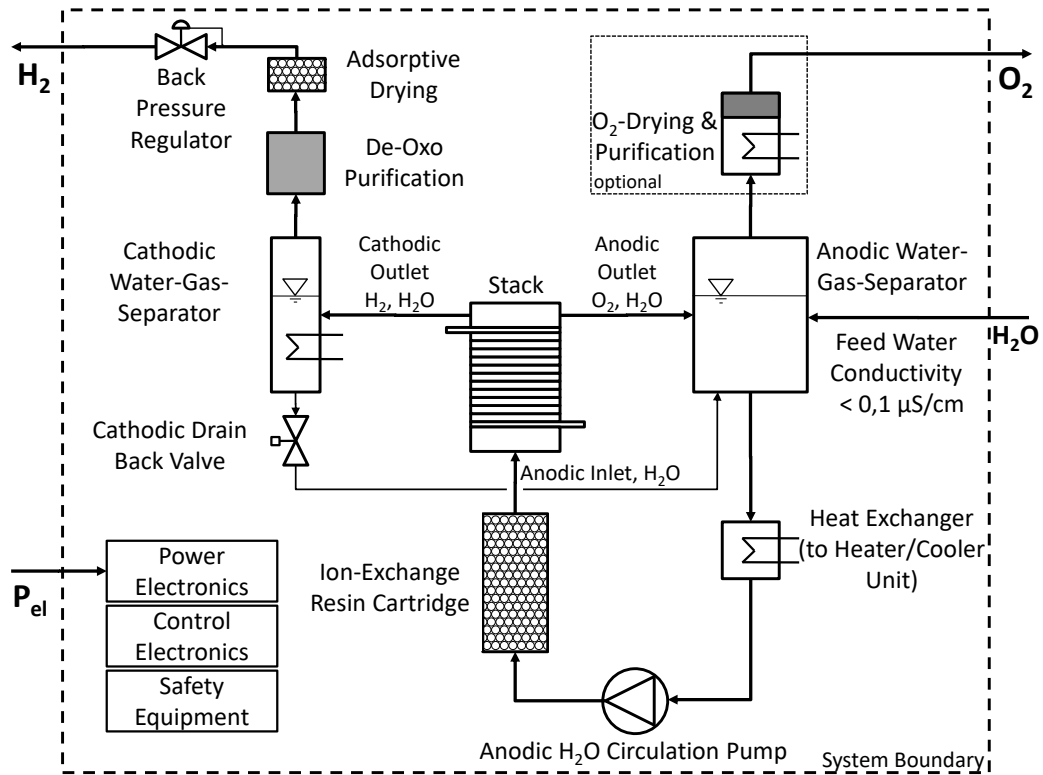 H₂
Back
Pressure
Regulator
Adsorptive
Drying
De-Oxo
Purification
O₂-Drying &
Purification
optional
O₂
Cathodic
Water-Gas-
Separator
Cathodic
Outlet
H₂, H₂O
Stack
Anodic
Outlet
O₂, H₂O
Anodic Water-
Gas-Separator
H₂O
Feed Water
Conductivity
< 0,1 µS/cm
Cathodic Drain
Back Valve
Anodic Inlet, H₂O
Ion-Exchange
Resin Cartridge
Heat Exchanger
(to Heater/Cooler
Unit)
Pel
Power
Electronics
Control
Electronics
Safety
Equipment
Anodic H₂O Circulation Pump
System Boundary